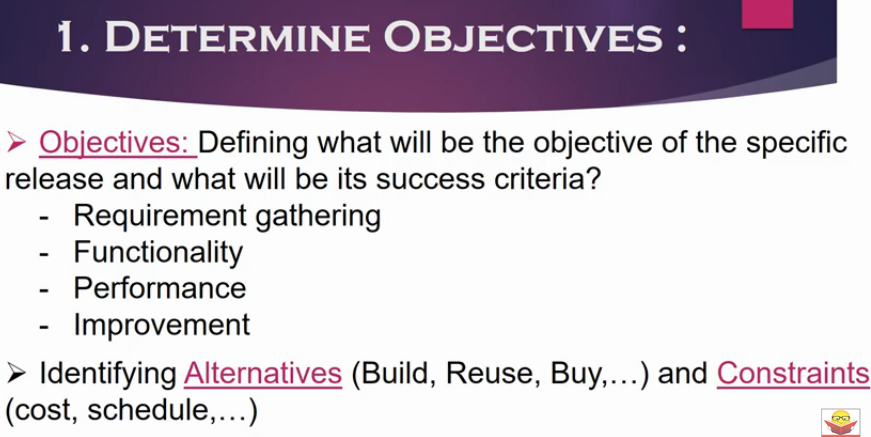 1. DETERMINE OBJECTIVES :
➢ Objectives: Defining what will be the objective of the specific
release and what will be its success criteria?
- Requirement gathering
- Functionality
- Performance
- Improvement
➢ Identifying Alternatives (Build, Reuse, Buy,...) and Constraints
(cost, schedule,...)